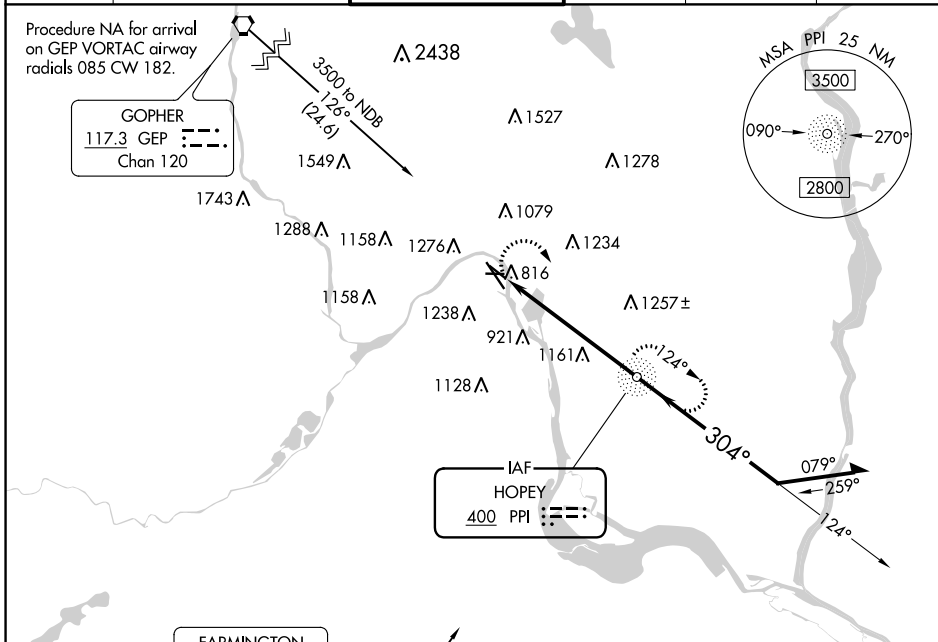 Procedure NA for arrival
on GEP VORTAC airway
radials 085 CW 182.
GOPHER
117.3 GEP
Chan 120
3500 to NDB
126°
(24.6)
2438
1527
1549
1278
1743
1079
1288
1158
1276
1234
816
1158
1238
1257±
921
1161
1128
MSA PPI 25 NM
3500
090°
270°
2800
124°
304°
079°
259°
124°
IAF
HOPEY
400 PPI